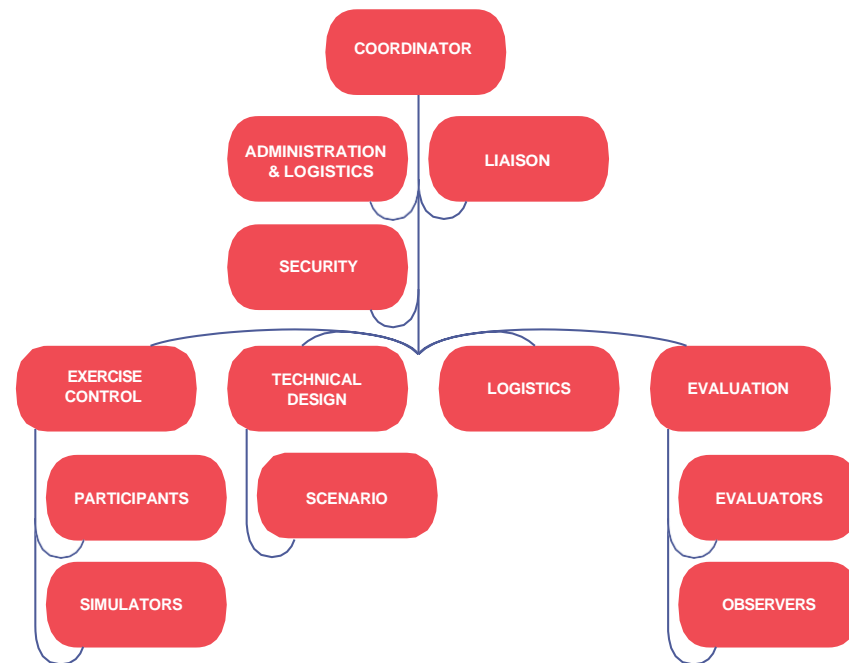 COORDINATOR
ADMINISTRATION
& LOGISTICS
LIAISON
SECURITY
EXERCISE
CONTROL
TECHNICAL
DESIGN
LOGISTICS
EVALUATION
PARTICIPANTS
SCENARIO
EVALUATORS
SIMULATORS
OBSERVERS